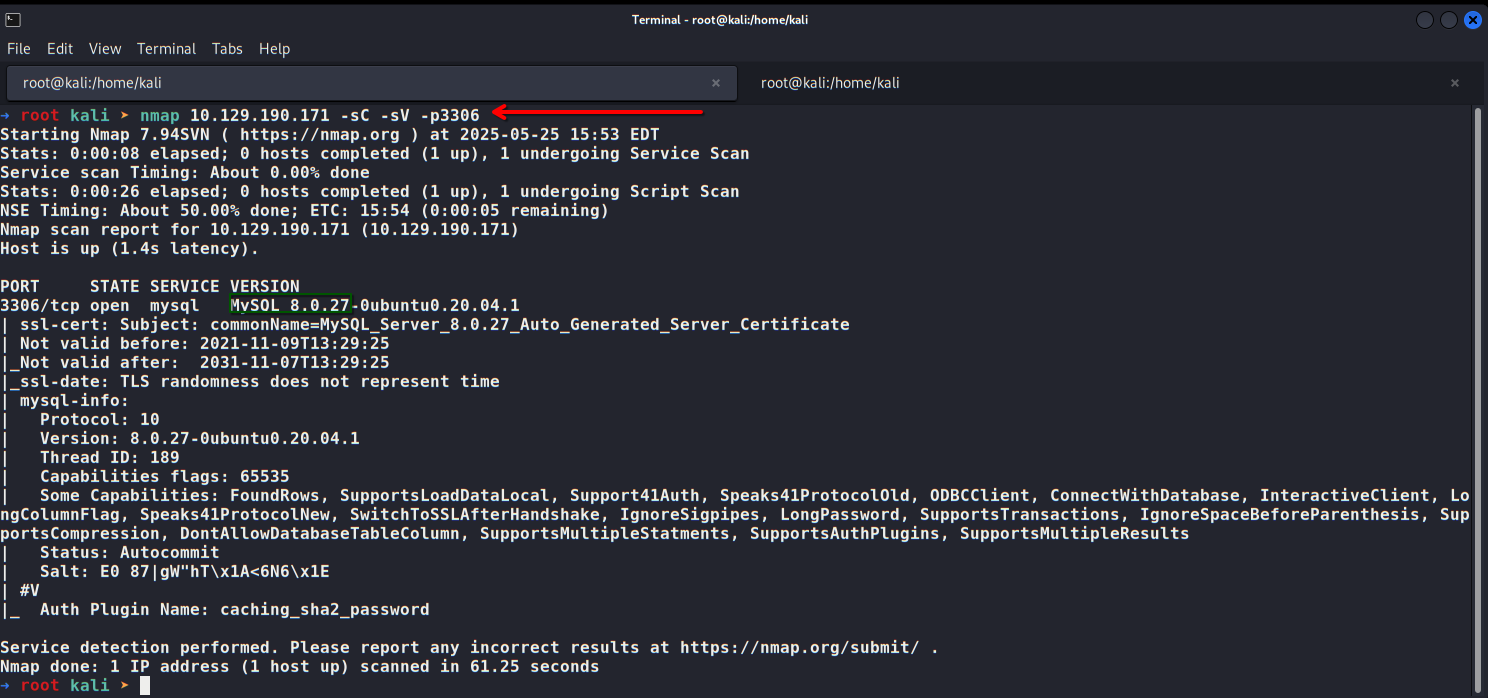 Terminal - root@kali:/home/kali
File Edit View Terminal Tabs Help
root@kali:/home/kali × root@kali:/home/kali ×
→ root kali ➤ nmap 10.129.190.171 -sC -sV -p3306
Starting Nmap 7.94SVN ( https://nmap.org ) at 2025-05-25 15:53 EDT
Stats: 0:00:08 elapsed; 0 hosts completed (1 up), 1 undergoing Service Scan
Service scan Timing: About 0.00% done
Stats: 0:00:26 elapsed; 0 hosts completed (1 up), 1 undergoing Script Scan
NSE Timing: About 50.00% done; ETC: 15:54 (0:00:05 remaining)
Nmap scan report for 10.129.190.171 (10.129.190.171)
Host is up (1.4s latency).
PORT     STATE SERVICE VERSION
3306/tcp open  mysql   MySQL 8.0.27-0ubuntu0.20.04.1
| ssl-cert: Subject: commonName=MySQL_Server_8.0.27_Auto_Generated_Server_Certificate
| Not valid before: 2021-11-09T13:29:25
|_Not valid after:  2031-11-07T13:29:25
|_ssl-date: TLS randomness does not represent time
| mysql-info:
|   Protocol: 10
|   Version: 8.0.27-0ubuntu0.20.04.1
|   Thread ID: 189
|   Capabilities flags: 65535
|   Some Capabilities: FoundRows, SupportsLoadDataLocal, Support41Auth, Speaks41ProtocolOld, ODBCClient, ConnectWithDatabase, InteractiveClient, Lo
ngColumnFlag, Speaks41ProtocolNew, SwitchToSSLAfterHandshake, IgnoreSigpipes, LongPassword, SupportsTransactions, IgnoreSpaceBeforeParenthesis, Sup
portsCompression, DontAllowDatabaseTableColumn, SupportsMultipleStatments, SupportsAuthPlugins, SupportsMultipleResults
|   Status: Autocommit
|   Salt: E0 87|gW"hT\x1A<6N6\x1E
| #V
|_  Auth Plugin Name: caching_sha2_password
Service detection performed. Please report any incorrect results at https://nmap.org/submit/ .
Nmap done: 1 IP address (1 host up) scanned in 61.25 seconds
→ root kali ➤